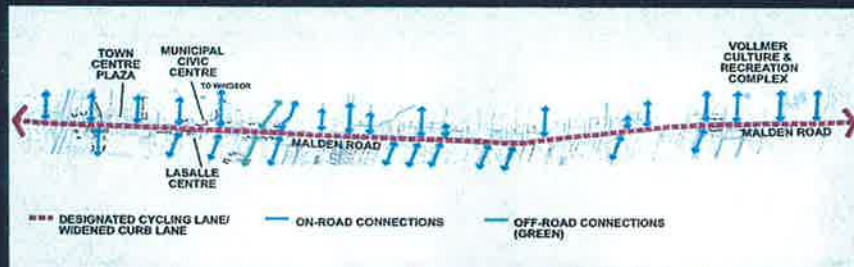 TOWN
CENTRE
PLAZA
MUNICIPAL
CIVIC
CENTRE
TO WINDSOR
VOLLMER
CULTURE &
RECREATION
COMPLEX
MALDEN ROAD
MALDEN ROAD
LASALLE
CENTRE
DESIGNATED CYCLING LANE/
WIDENED CURB LANE
ON-ROAD CONNECTIONS
OFF-ROAD CONNECTIONS
(GREEN)